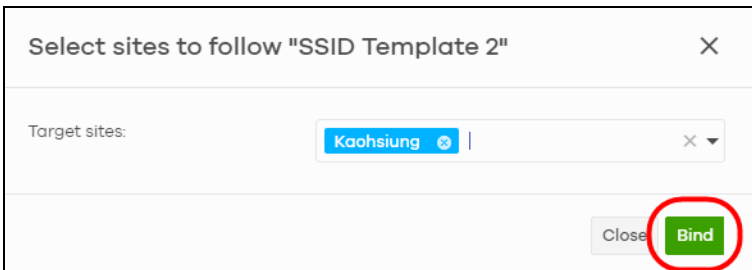 Select sites to follow "SSID Template 2"
Target sites:
Kaohsiung
Close
Bind